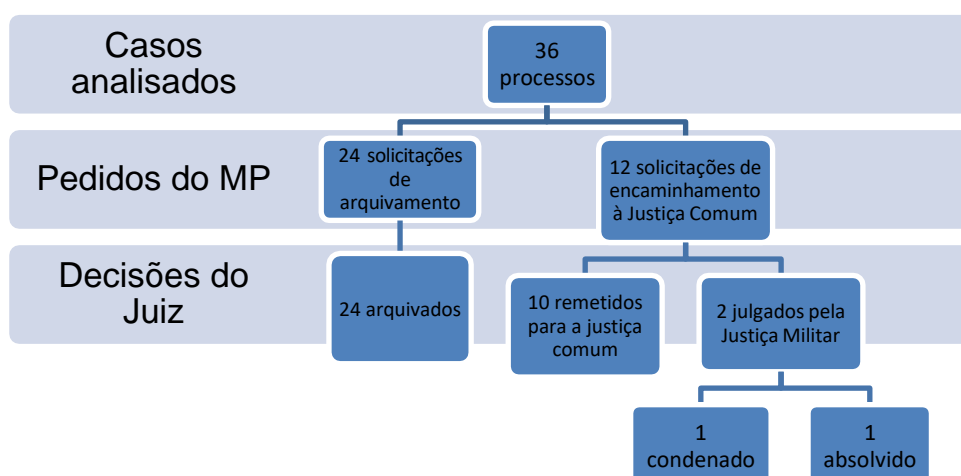 Casos
analisados
36
processos
Pedidos do MP
24 solicitações
de
arquivamento
12 solicitações de
encaminhamento
à Justiça Comum
Decisões do
Juiz
24 arquivados
10 remetidos
para a justiça
comum
2 julgados pela
Justiça Militar
1
condenado
1
absolvido